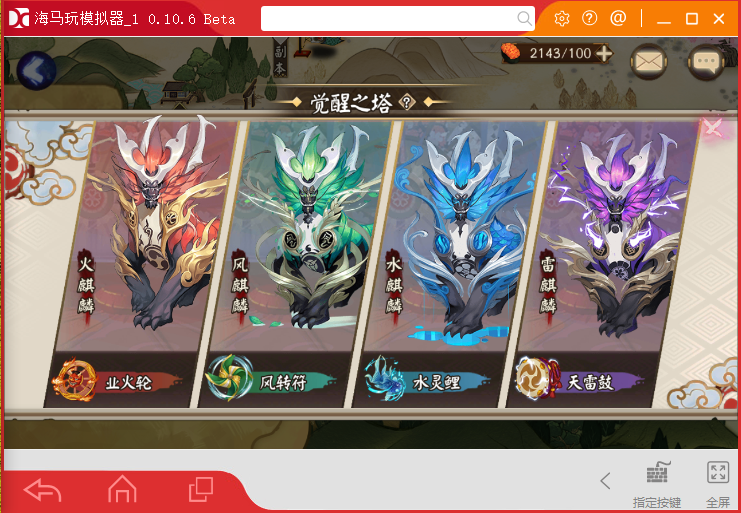 海马玩模拟器_1 0.10.6 Beta
副本
2143/100
觉醒之塔
火麒麟
风麒麟
水麒麟
雷麒麟
业火轮
风转符
水灵鲤
天雷鼓
指定按键
全屏